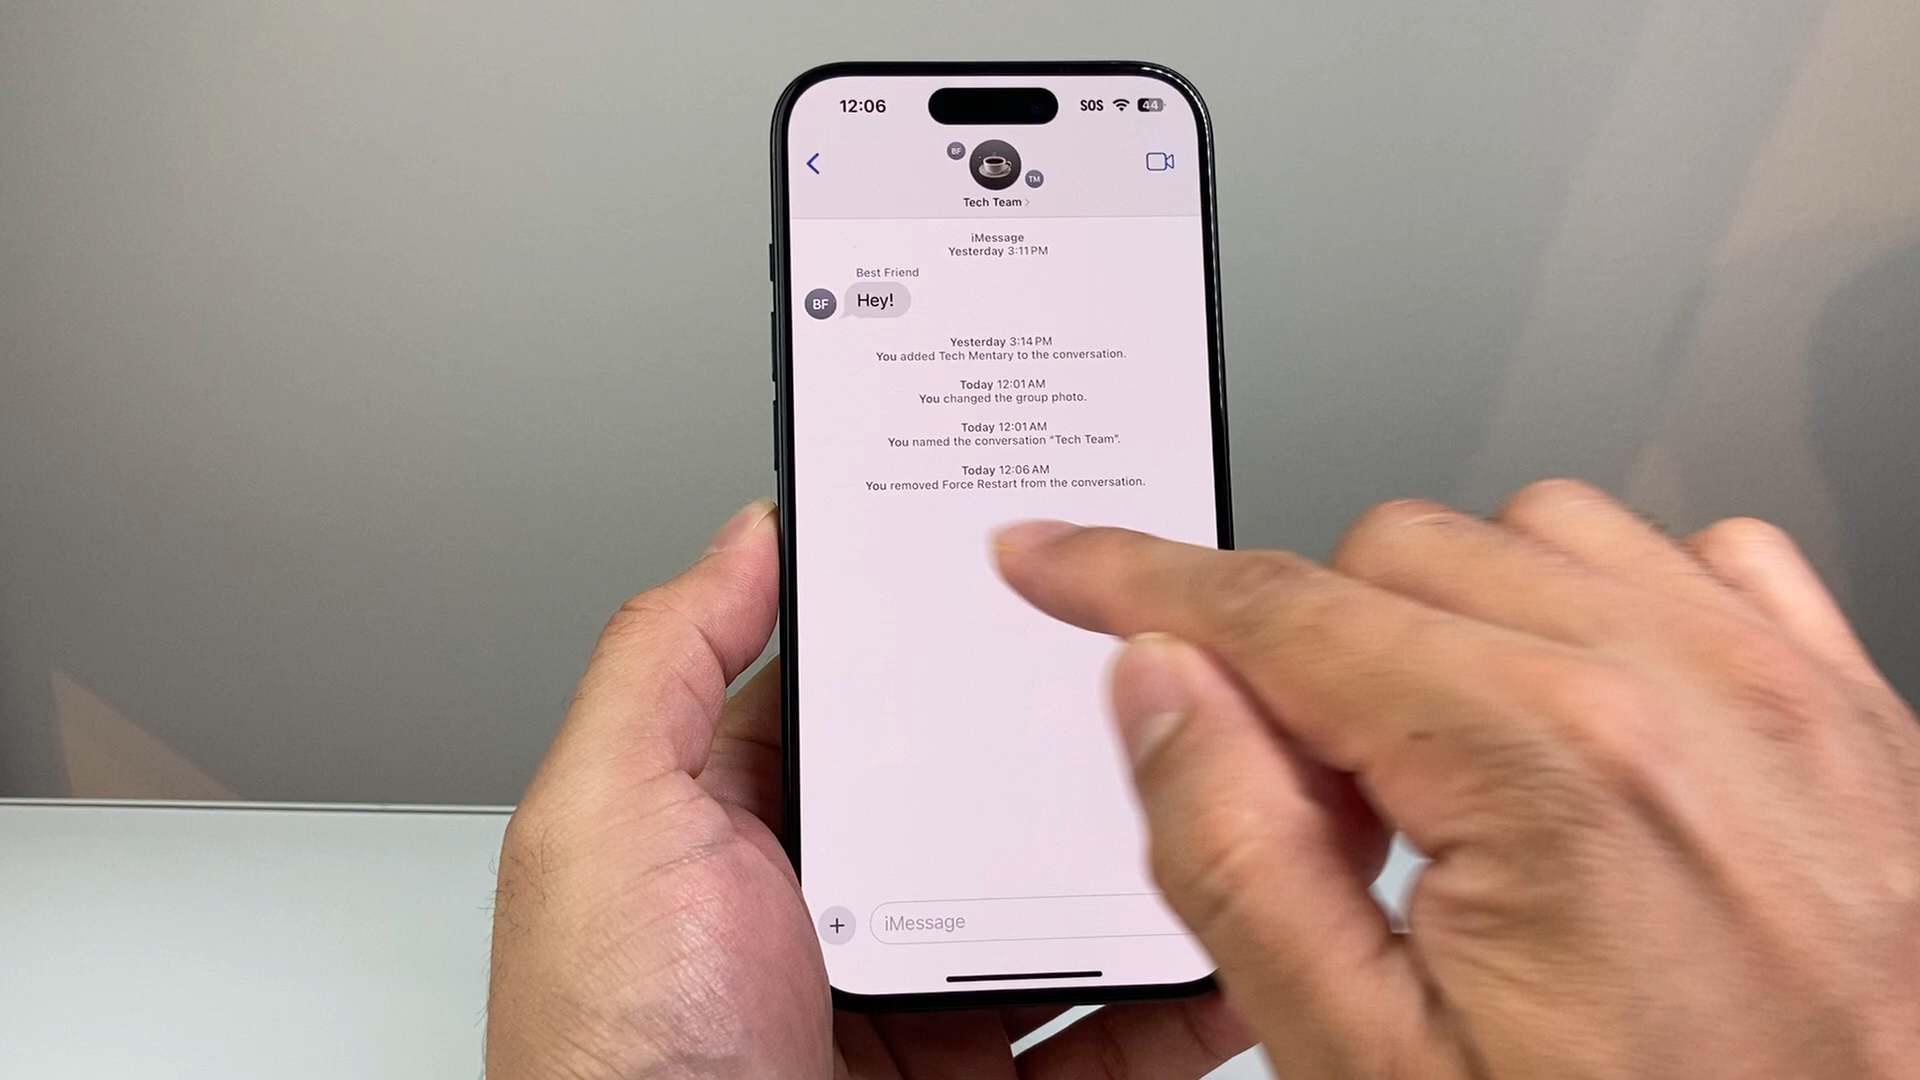 12:06
SOS
44
BF
TM
Tech Team
iMessage
Yesterday 3:11 PM
Best Friend
BF
Hey!
Yesterday 3:14 PM
You added Tech Mentary to the conversation.
Today 12:01 AM
You changed the group photo.
Today 12:01 AM
You named the conversation “Tech Team”.
Today 12:06 AM
You removed Force Restart from the conversation.
iMessage